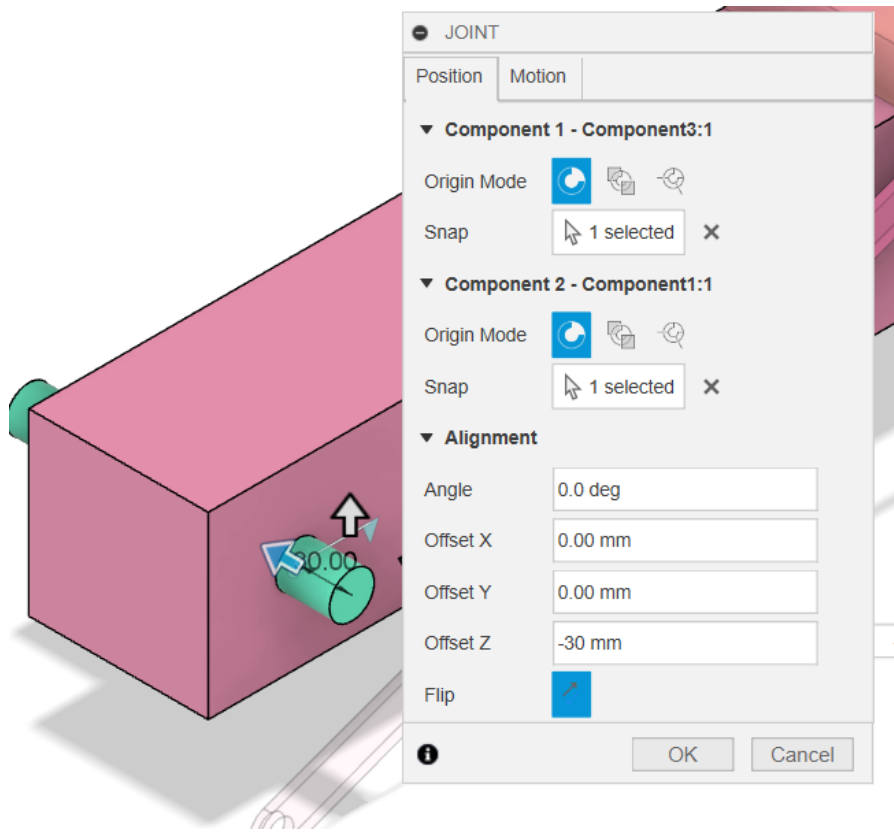 JOINT
Position Motion
Component 1 - Component3:1
Origin Mode
Snap 1 selected
Component 2 - Component1:1
Origin Mode
Snap 1 selected
Alignment
Angle 0.0 deg
Offset X 0.00 mm
Offset Y 0.00 mm
Offset Z -30 mm
Flip
OK Cancel